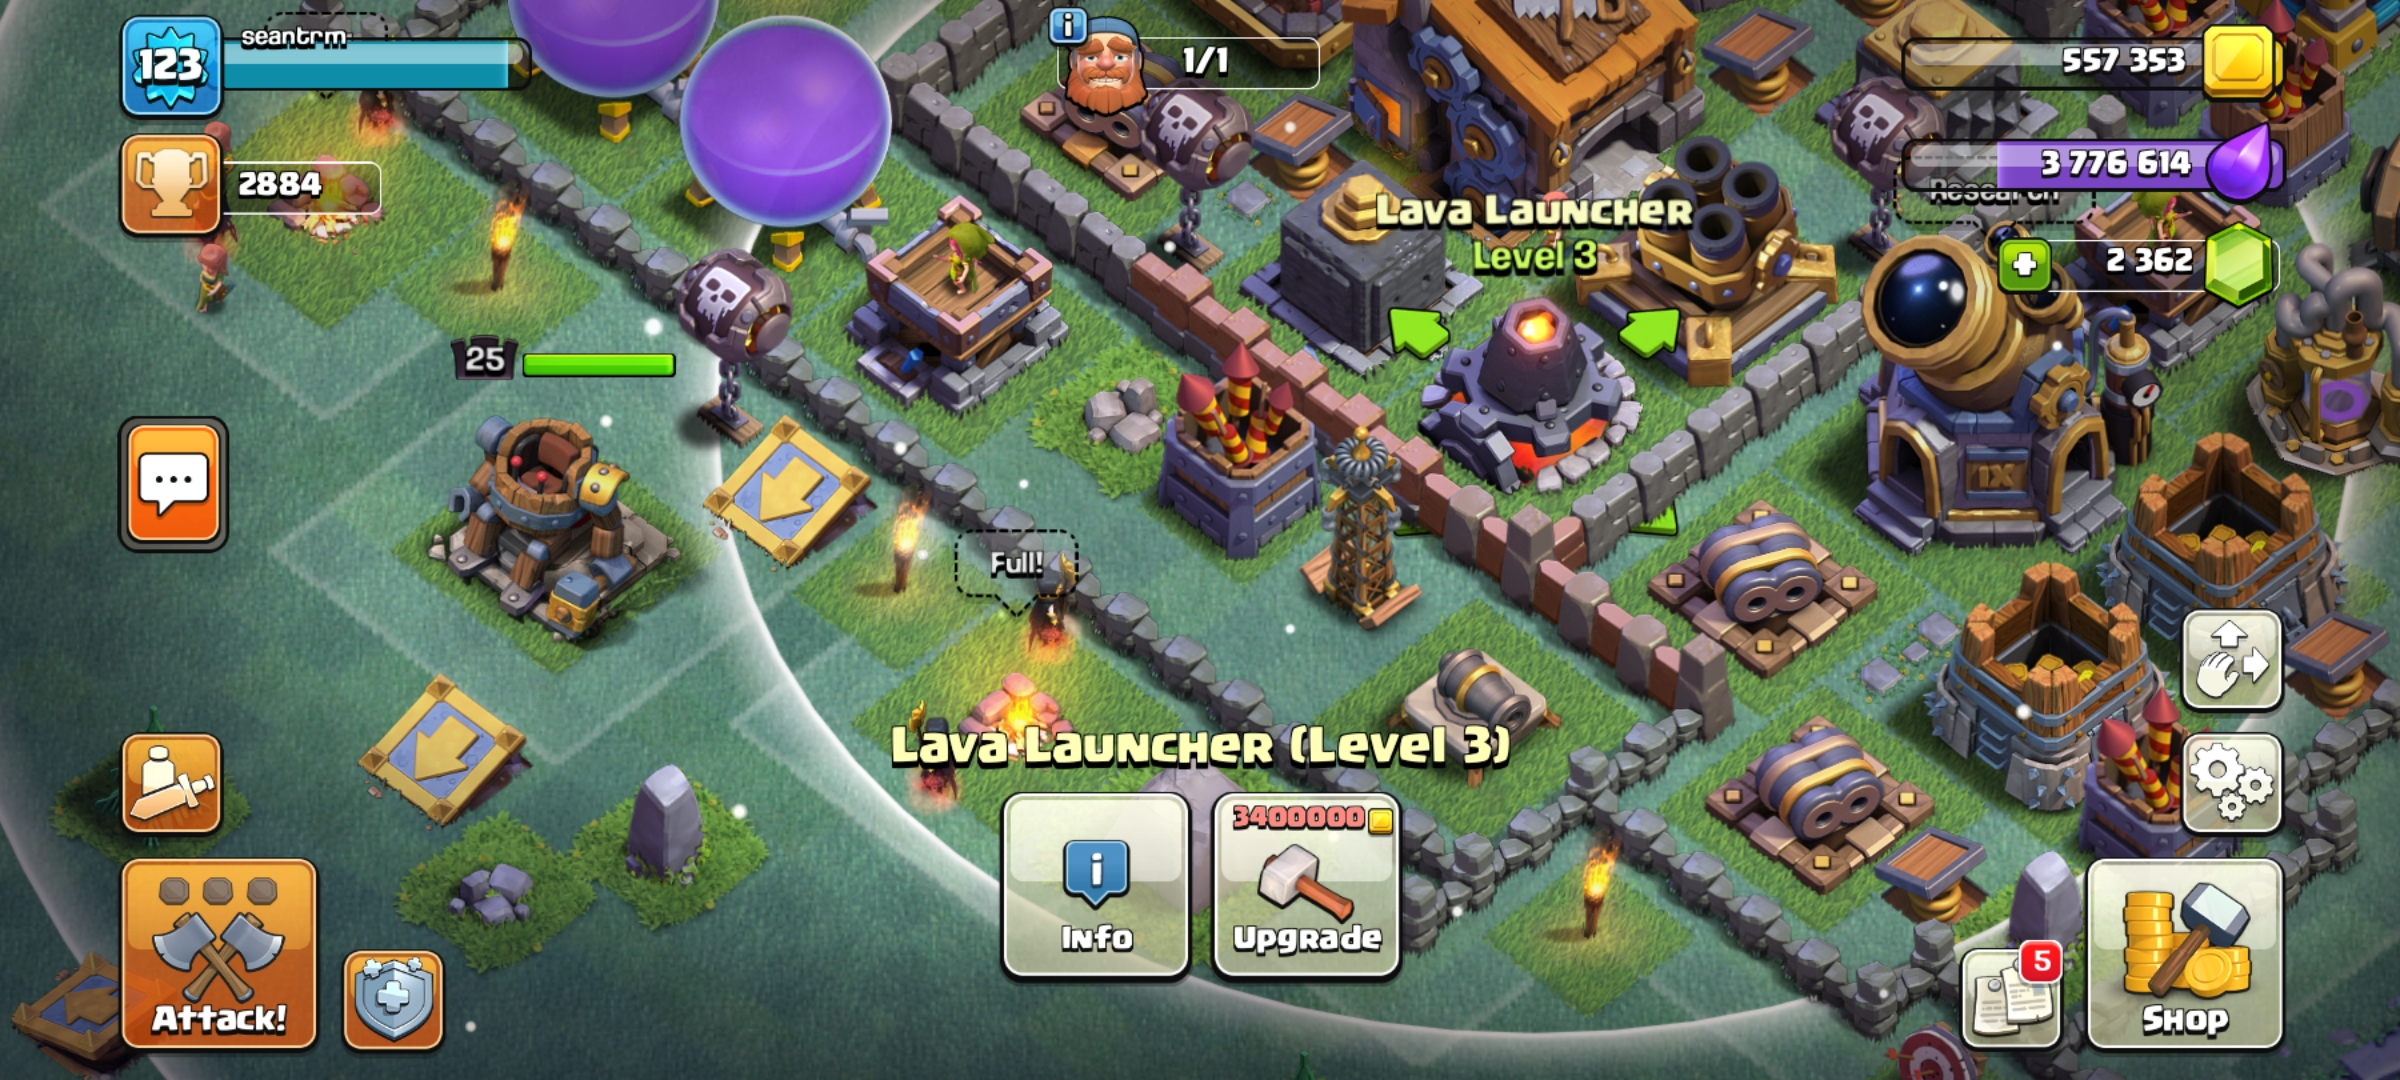 seantrm
123
1/1
557 353
2884
3 776 614
Research
Lava Launcher
Level 3
2 362
25
IX
Full!
Lava Launcher (Level 3)
3400000
Info
Upgrade
5
Attack!
Shop